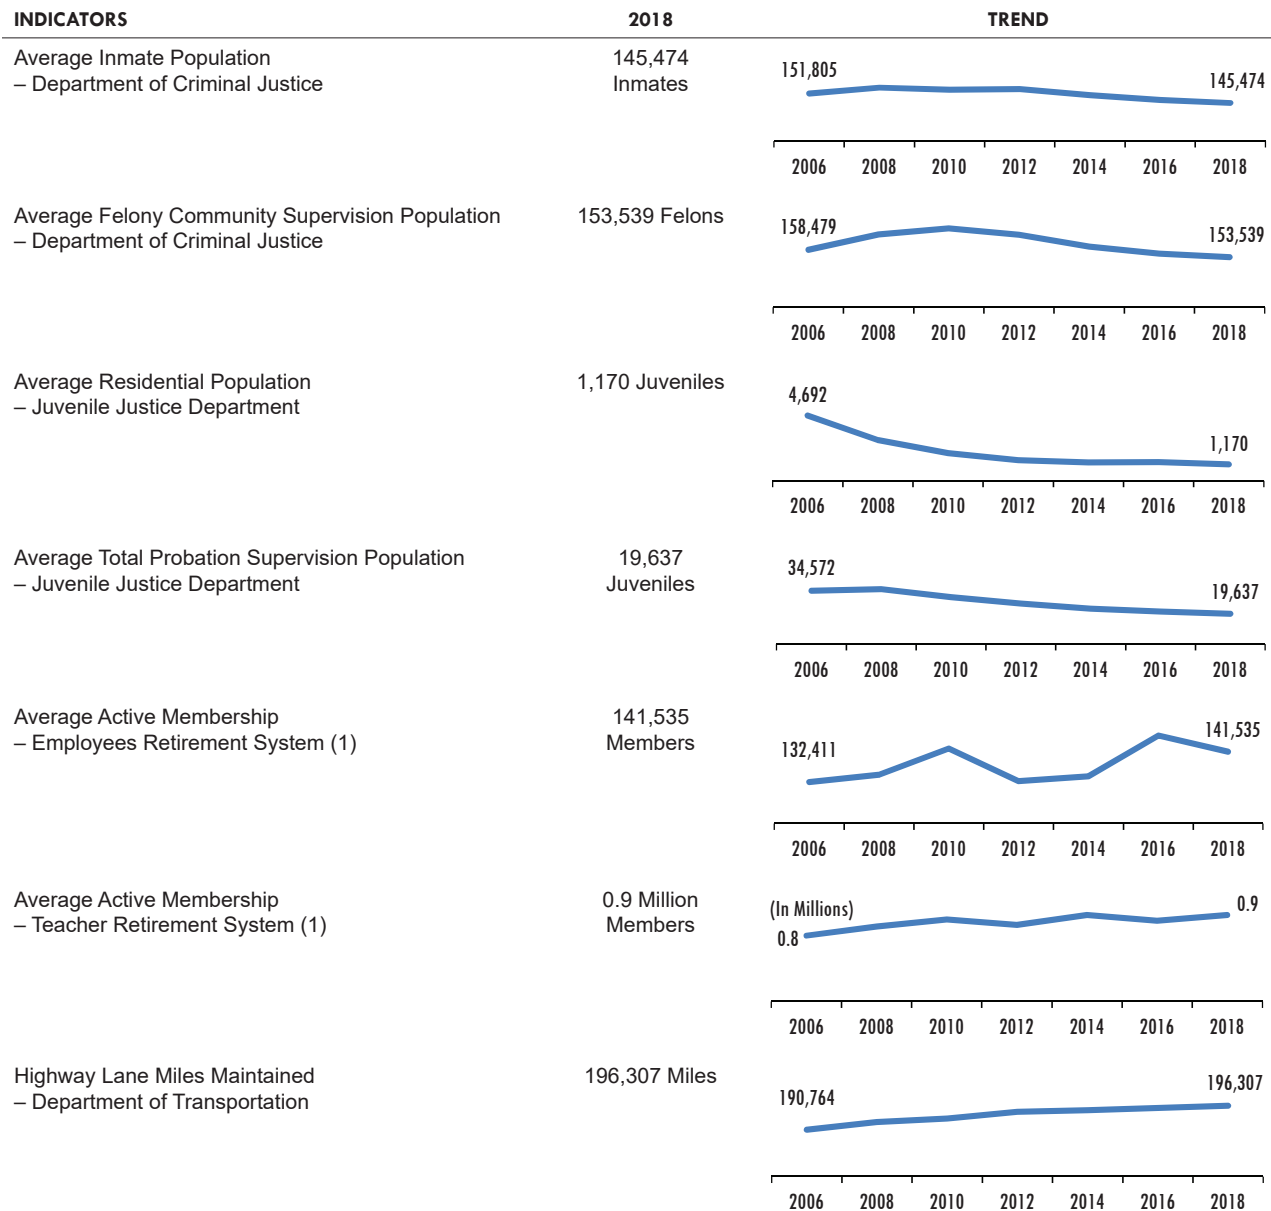 INDICATORS 2018 TREND
Average Inmate Population 145,474
– Department of Criminal Justice Inmates
151,805
145,474
2006 2008 2010 2012 2014 2016 2018
Average Felony Community Supervision Population 153,539 Felons
– Department of Criminal Justice
158,479
153,539
2006 2008 2010 2012 2014 2016 2018
Average Residential Population 1,170 Juveniles
– Juvenile Justice Department
4,692
1,170
2006 2008 2010 2012 2014 2016 2018
Average Total Probation Supervision Population 19,637
– Juvenile Justice Department Juveniles
34,572
19,637
2006 2008 2010 2012 2014 2016 2018
Average Active Membership 141,535
– Employees Retirement System (1) Members
132,411
141,535
2006 2008 2010 2012 2014 2016 2018
Average Active Membership 0.9 Million
– Teacher Retirement System (1) Members
(In Millions)
0.8
0.9
2006 2008 2010 2012 2014 2016 2018
Highway Lane Miles Maintained 196,307 Miles
– Department of Transportation
190,764
196,307
2006 2008 2010 2012 2014 2016 2018